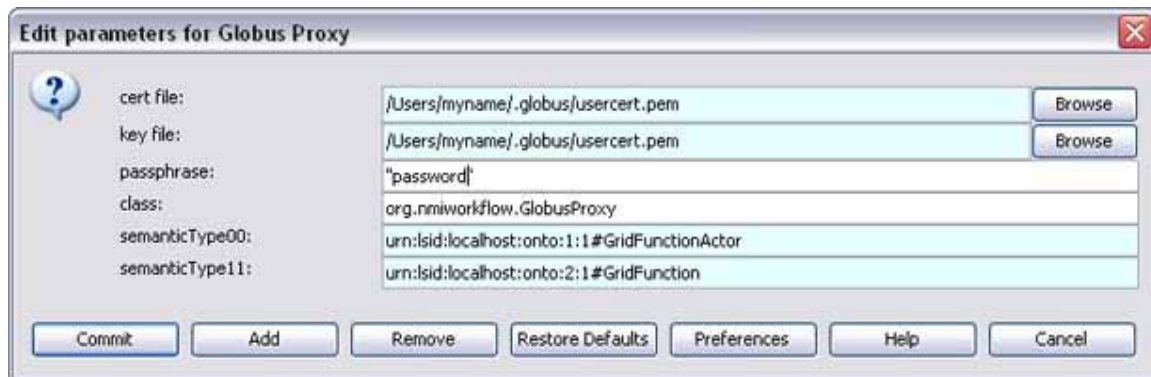 Edit parameters for Globus Proxy
?
cert file: /Users/myname/.globus/usercert.pem Browse
key file: /Users/myname/.globus/usercert.pem Browse
passphrase: "password"
class: org.nmiworkflow.GlobusProxy
semanticType00: urn:lsid:localhost:onto:1:1#GridFunctionActor
semanticType11: urn:lsid:localhost:onto:2:1#GridFunction
Commit Add Remove Restore Defaults Preferences Help Cancel